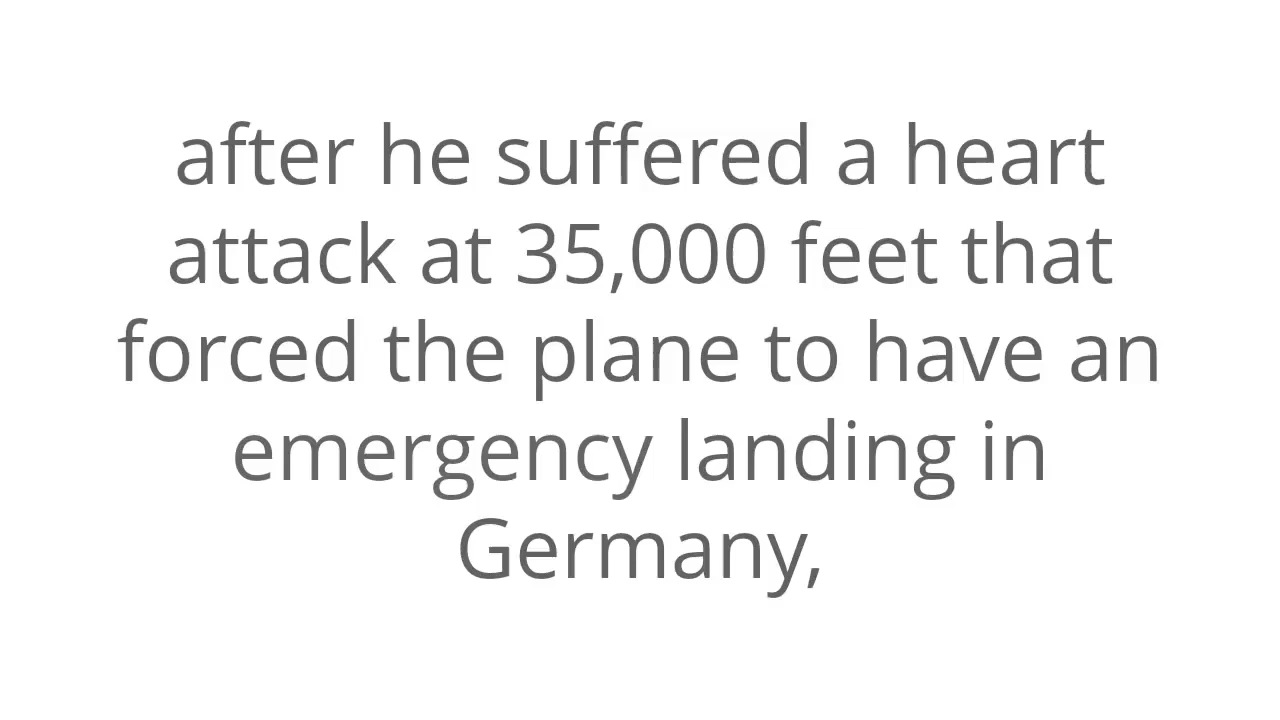 after he suffered a heart
attack at 35,000 feet that
forced the plane to have an
emergency landing in
Germany,